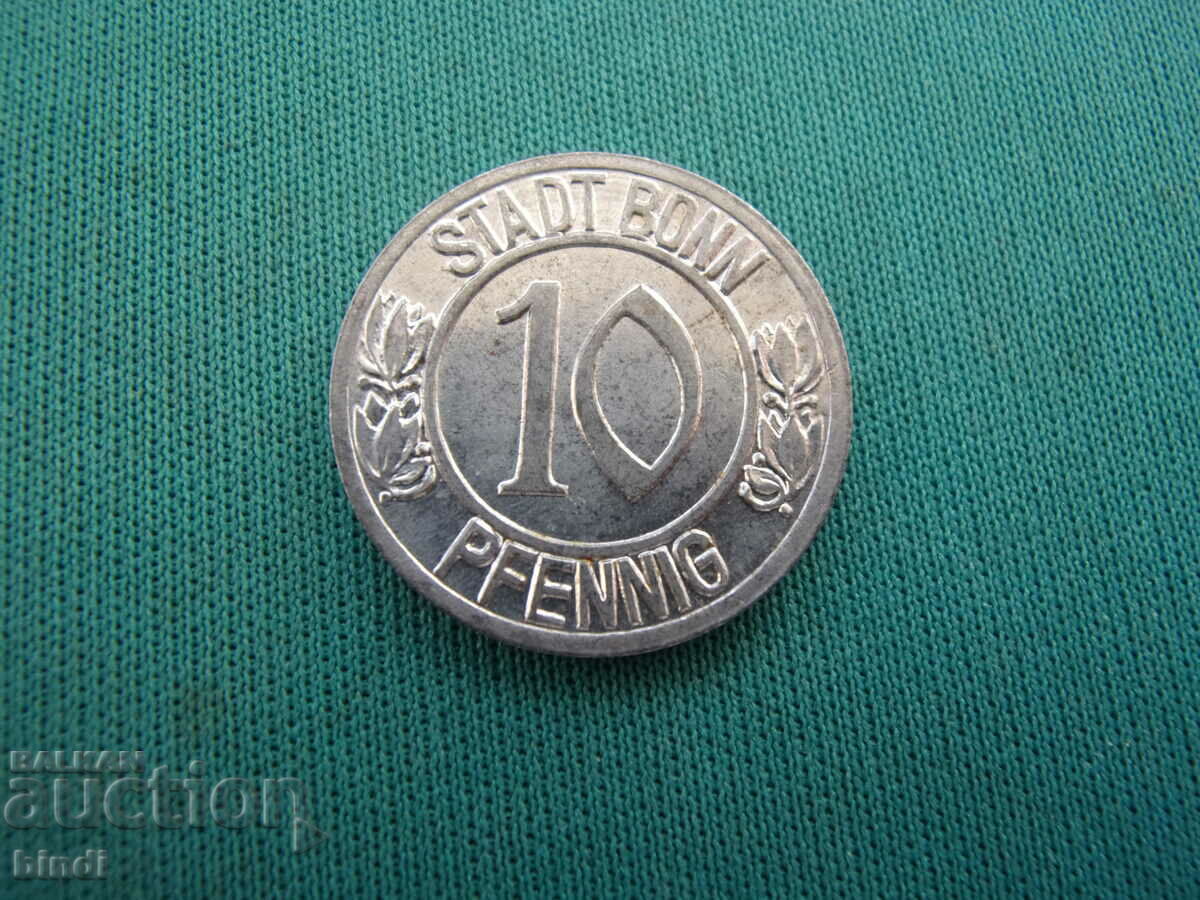 STADT BONN
10
PFENNIG
BALKAN
auction
bindi